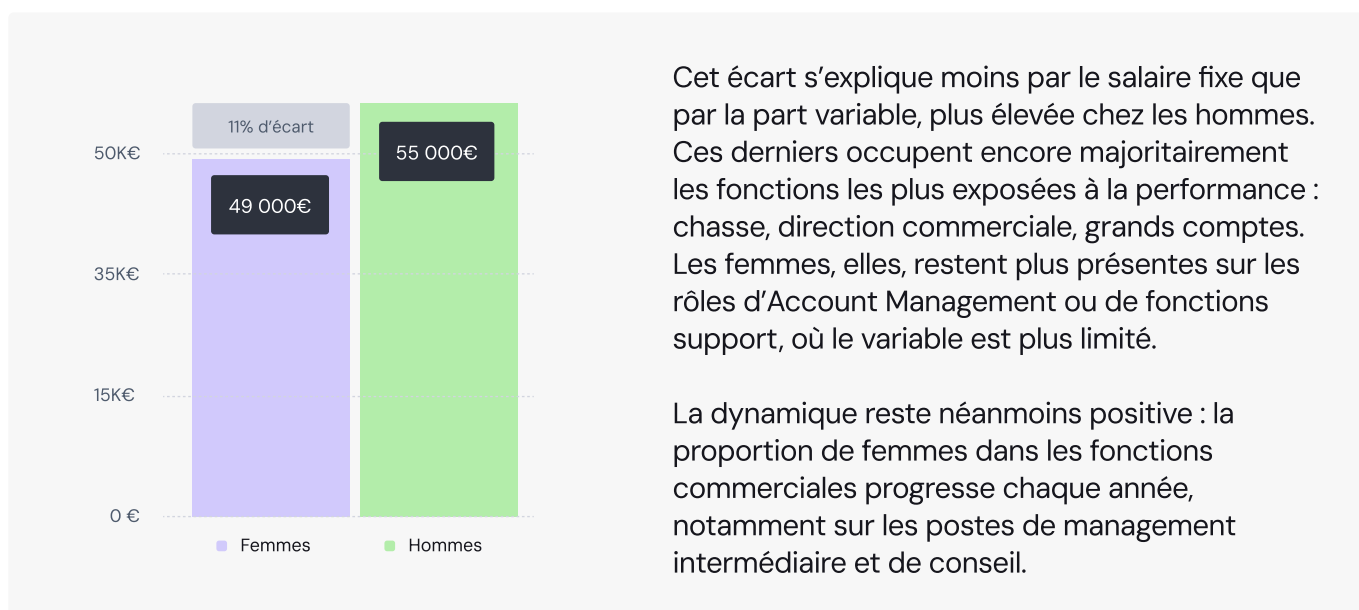 11% d’écart
50K€
55 000€
49 000€
35K€
15K€
0 €
Femmes
Hommes
Cet écart s’explique moins par le salaire fixe que
par la part variable, plus élevée chez les hommes.
Ces derniers occupent encore majoritairement
les fonctions les plus exposées à la performance :
chasse, direction commerciale, grands comptes.
Les femmes, elles, restent plus présentes sur les
rôles d’Account Management ou de fonctions
support, où le variable est plus limité.
La dynamique reste néanmoins positive : la
proportion de femmes dans les fonctions
commerciales progresse chaque année,
notamment sur les postes de management
intermédiaire et de conseil.